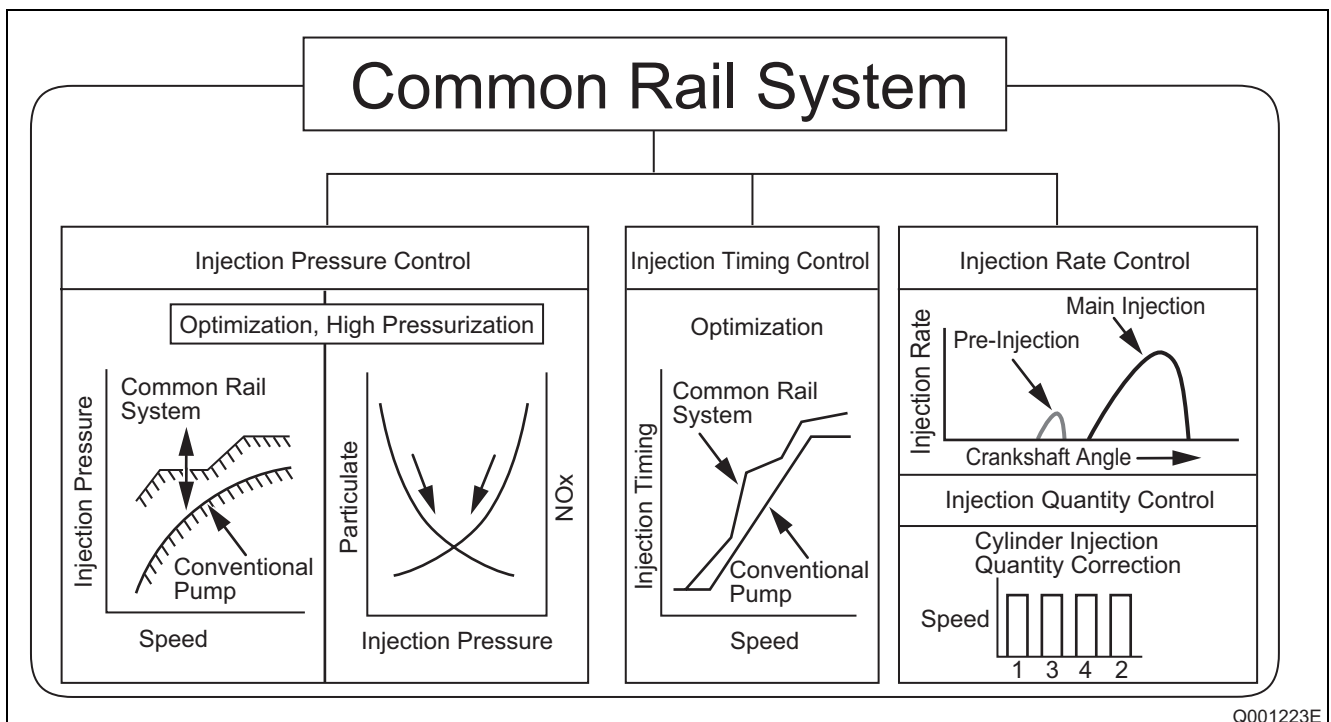 Common Rail System
Injection Pressure Control
Optimization, High Pressurization
Injection Pressure
Common Rail
System
Conventional
Pump
Speed
Particulate
NOx
Injection Pressure
Injection Timing Control
Optimization
Injection Timing
Common Rail
System
Conventional
Pump
Speed
Injection Rate Control
Injection Rate
Main Injection
Pre-Injection
Crankshaft Angle
Injection Quantity Control
Cylinder Injection
Quantity Correction
Speed
1 3 4 2
Q001223E